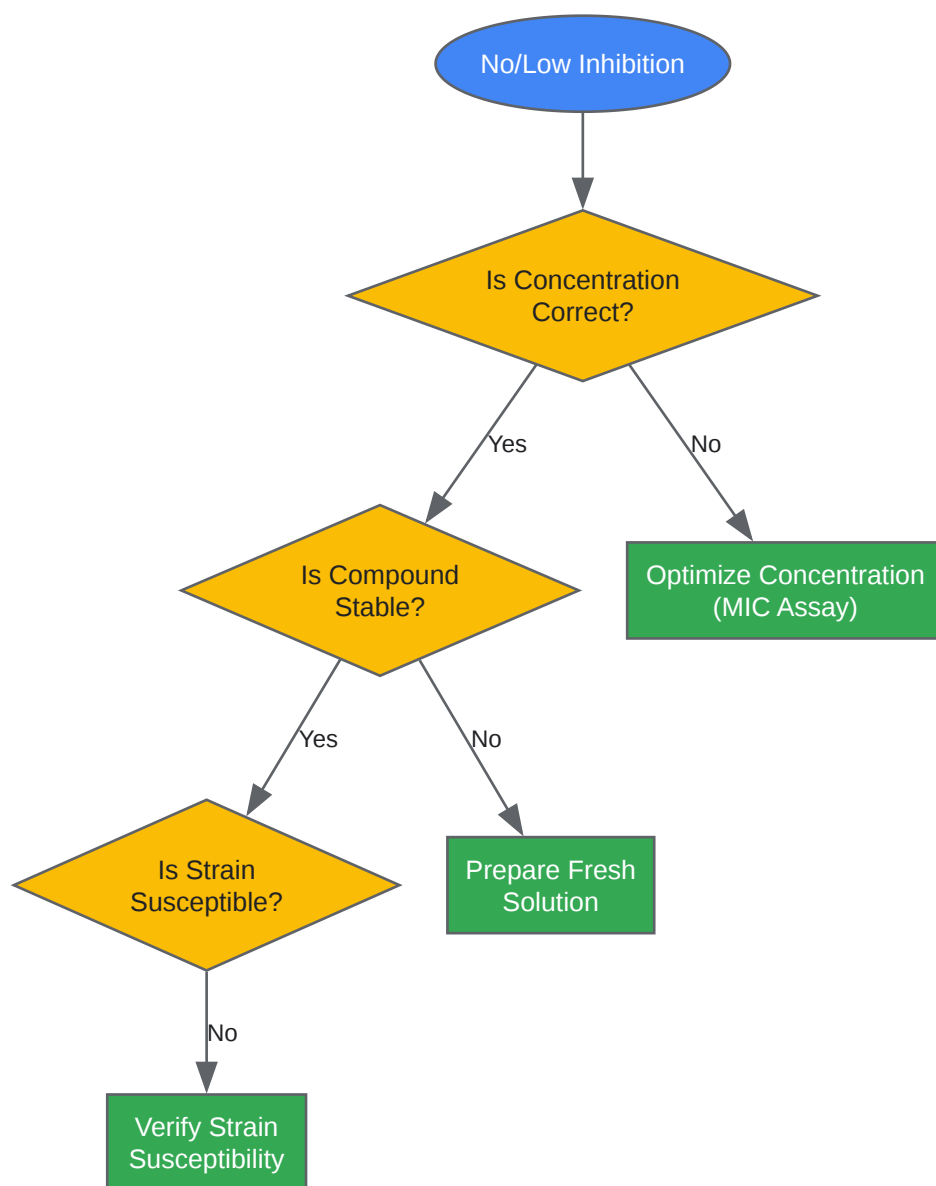 No/Low Inhibition
Is Concentration
Correct?
Yes
No
Is Compound
Stable?
Optimize Concentration
(MIC Assay)
Yes
No
Is Strain
Susceptible?
Prepare Fresh
Solution
No
Verify Strain
Susceptibility